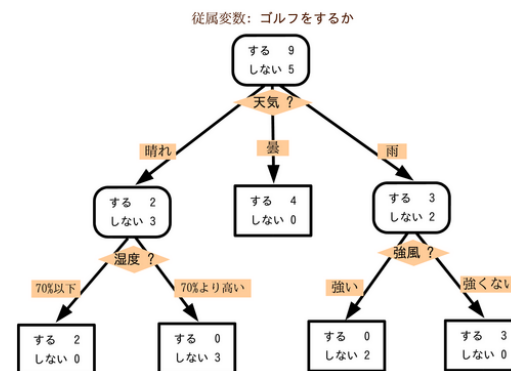 従属変数: ゴルフをするか
する 9
しない 5
天気 ?
晴れ
曇
雨
する 2
しない 3
する 4
しない 0
する 3
しない 2
湿度 ?
強風 ?
70%以下
70%より高い
強い
強くない
する 2
しない 0
する 0
しない 3
する 0
しない 2
する 3
しない 0